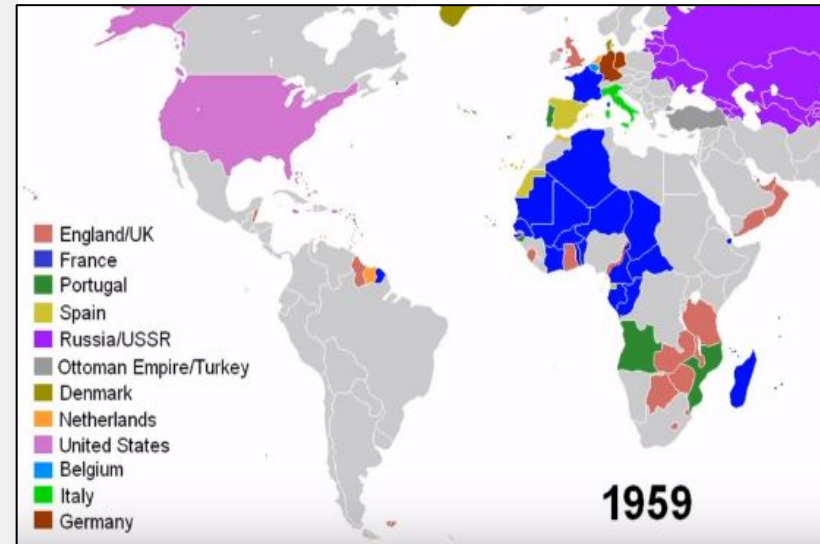 England/UK
France
Portugal
Spain
Russia/USSR
Ottoman Empire/Turkey
Denmark
Netherlands
United States
Belgium
Italy
Germany
1959